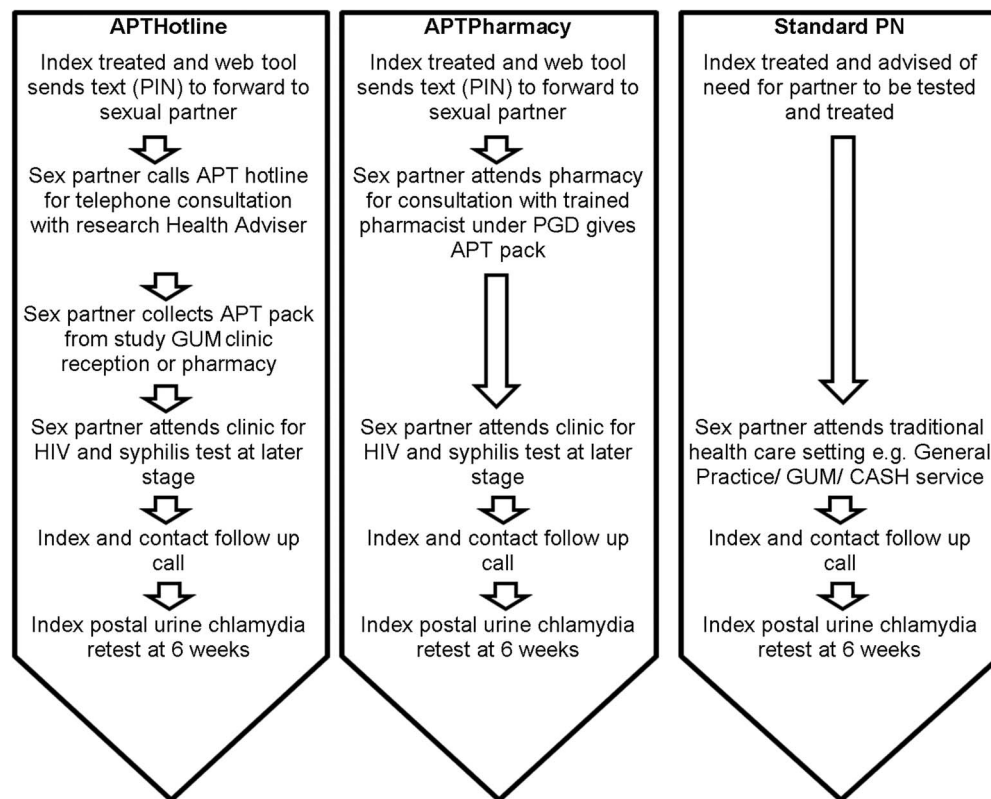 APTHotline
Index treated and web tool
sends text (PIN) to forward to
sexual partner
Sex partner calls APT hotline
for telephone consultation
with research Health Adviser
Sex partner collects APT pack
from study GUM clinic
reception or pharmacy
Sex partner attends clinic for
HIV and syphilis test at later
stage
Index and contact follow up
call
Index postal urine chlamydia
retest at 6 weeks
APTPharmacy
Index treated and web tool
sends text (PIN) to forward to
sexual partner
Sex partner attends pharmacy
for consultation with trained
pharmacist under PGD gives
APT pack
Sex partner attends clinic for
HIV and syphilis test at later
stage
Index and contact follow up
call
Index postal urine chlamydia
retest at 6 weeks
Standard PN
Index treated and advised of
need for partner to be tested
and treated
Sex partner attends traditional
health care setting e.g. General
Practice/ GUM/ CASH service
Index and contact follow up
call
Index postal urine chlamydia
retest at 6 weeks